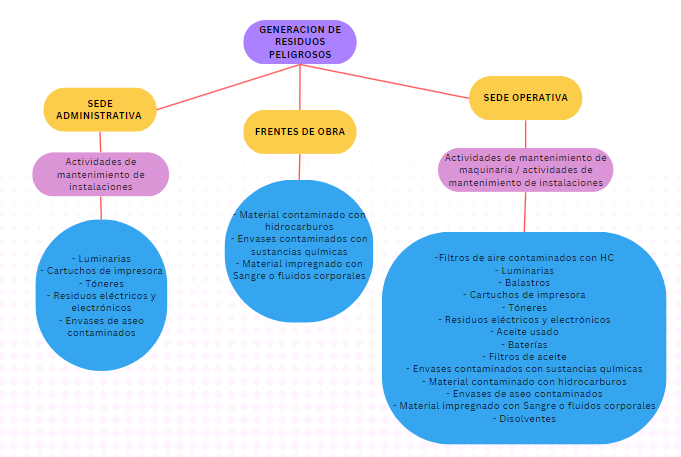 GENERACION DE
RESIDUOS
PELIGROSOS
SEDE
ADMINISTRATIVA
Actividades de
mantenimiento de
instalaciones
- Luminarias
- Cartuchos de impresora
- Tóneres
- Residuos eléctricos y
electrónicos
- Envases de aseo
contaminados
FRENTES DE OBRA
- Material contaminado con
hidrocarburos
- Envases contaminados con
sustancias químicas
- Material impregnado con
Sangre o fluidos corporales
SEDE OPERATIVA
Actividades de mantenimiento de
maquinaria / actividades de
mantenimiento de instalaciones
-Filtros de aire contaminados con HC
- Luminarias
- Balastros
- Cartuchos de impresora
- Tóneres
- Residuos eléctricos y electrónicos
- Aceite usado
- Baterías
- Filtros de aceite
- Envases contaminados con sustancias químicas
- Material contaminado con hidrocarburos
- Envases de aseo contaminados
- Material impregnado con Sangre o fluidos corporales
- Disolventes